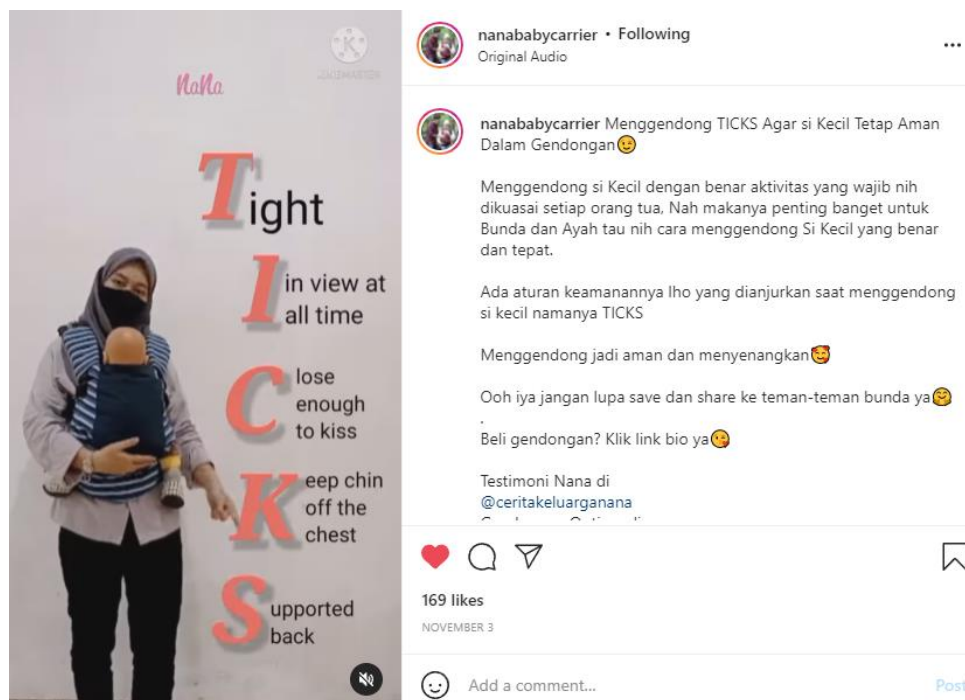 NaNa
KINEMASTER
Tight
In view at
all time
Close
enough
to kiss
Keep chin
off the
chest
Supported
back
nanababycarrier • Following
Original Audio
nanababycarrier Menggendong TICKS Agar si Kecil Tetap Aman
Dalam Gendongan😉
Menggendong si Kecil dengan benar aktivitas yang wajib nih
dikuasai setiap orang tua, Nah makanya penting banget untuk
Bunda dan Ayah tau nih cara menggendong Si Kecil yang benar
dan tepat.
Ada aturan keamanannya lho yang dianjurkan saat menggendong
si kecil namanya TICKS
Menggendong jadi aman dan menyenangkan🥰
Ooh iya jangan lupa save dan share ke teman-teman bunda ya🤗
.
Beli gendongan? Klik link bio ya😘
Testimoni Nana di
@ceritakeluarganana
169 likes
NOVEMBER 3
Add a comment...
Post